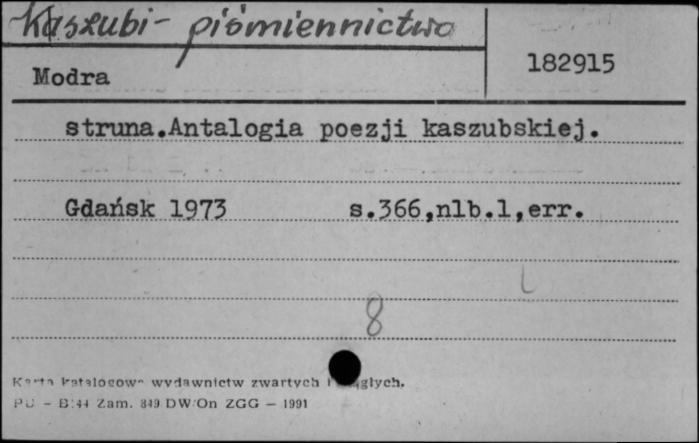 Kaszubi - piśmiennictwo
Modra
182915
struna.Antalogia poezji kaszubskiej.
Gdańsk 1973 s.366,nlb.1,err.
8
Karta katalogowa wydawnictw zwartych i ciągłych.
PU - B/44 Zam. 849 DW/On ZGG — 1991